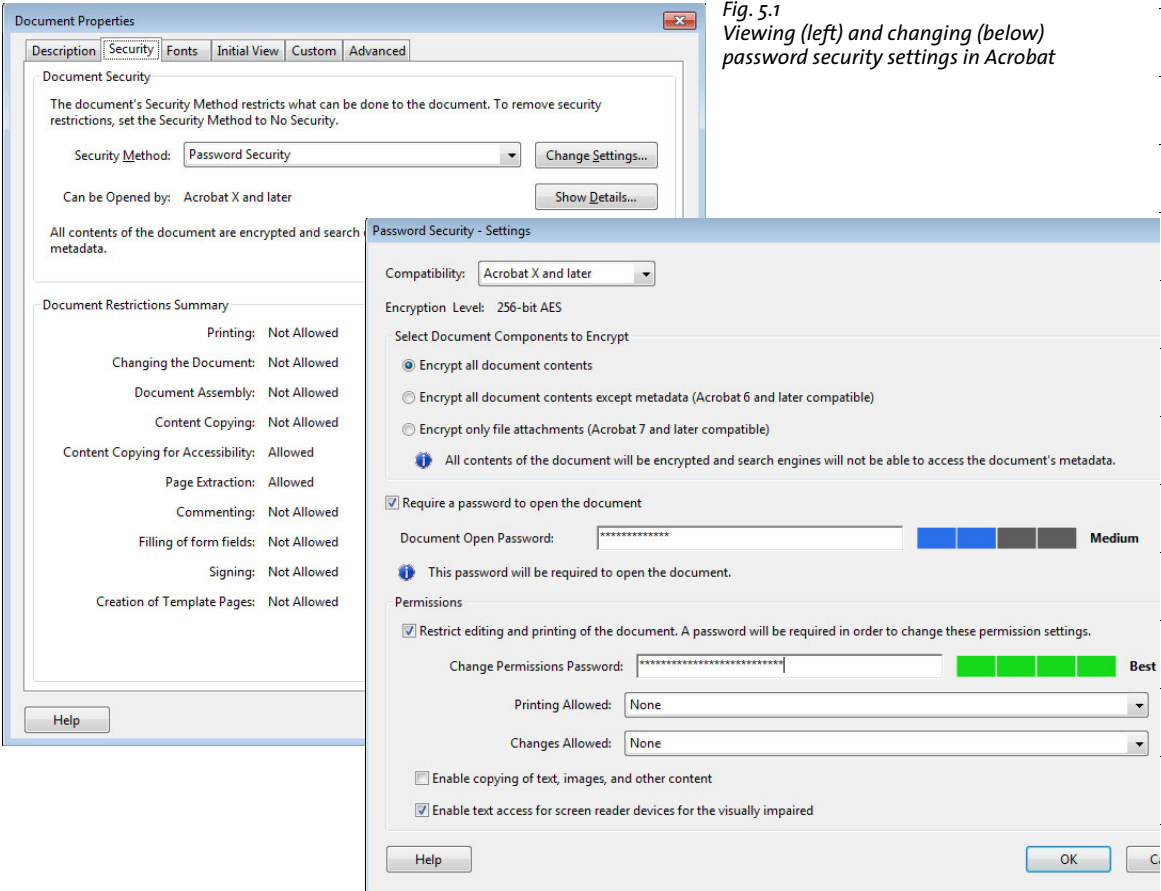 Document Properties
Description Security Fonts Initial View Custom Advanced
Document Security
The document's Security Method restricts what can be done to the document. To remove security
restrictions, set the Security Method to No Security.
Security Method: Password Security Change Settings...
Can be Opened by: Acrobat X and later Show Details...
All contents of the document are encrypted and search
metadata.
Document Restrictions Summary
Printing: Not Allowed
Changing the Document: Not Allowed
Document Assembly: Not Allowed
Content Copying: Not Allowed
Content Copying for Accessibility: Allowed
Page Extraction: Allowed
Commenting: Not Allowed
Filling of form fields: Not Allowed
Signing: Not Allowed
Creation of Template Pages: Not Allowed
Help
Fig. 5.1
Viewing (left) and changing (below)
password security settings in Acrobat
Password Security - Settings
Compatibility: Acrobat X and later
Encryption Level: 256-bit AES
Select Document Components to Encrypt
Encrypt all document contents
Encrypt all document contents except metadata (Acrobat 6 and later compatible)
Encrypt only file attachments (Acrobat 7 and later compatible)
All contents of the document will be encrypted and search engines will not be able to access the document's metadata.
Require a password to open the document
Document Open Password: ************* Medium
This password will be required to open the document.
Permissions
Restrict editing and printing of the document. A password will be required in order to change these permission settings.
Change Permissions Password: *************************** Best
Printing Allowed: None
Changes Allowed: None
Enable copying of text, images, and other content
Enable text access for screen reader devices for the visually impaired
Help OK